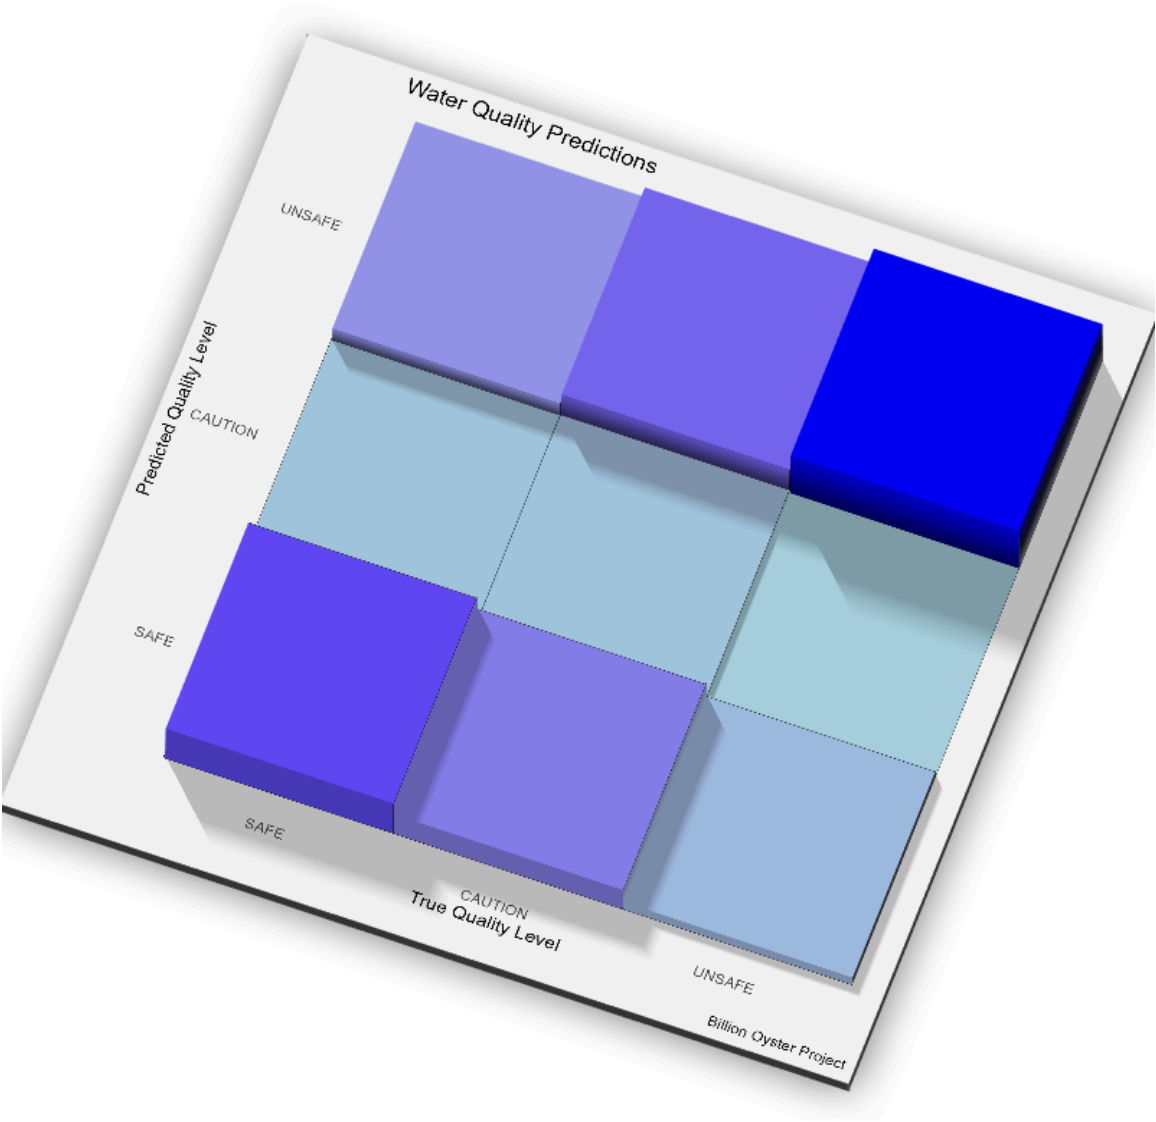 Water Quality Predictions
UNSAFE
CAUTION
SAFE
Predicted Quality Level
SAFE
CAUTION
UNSAFE
True Quality Level
Billion Oyster Project